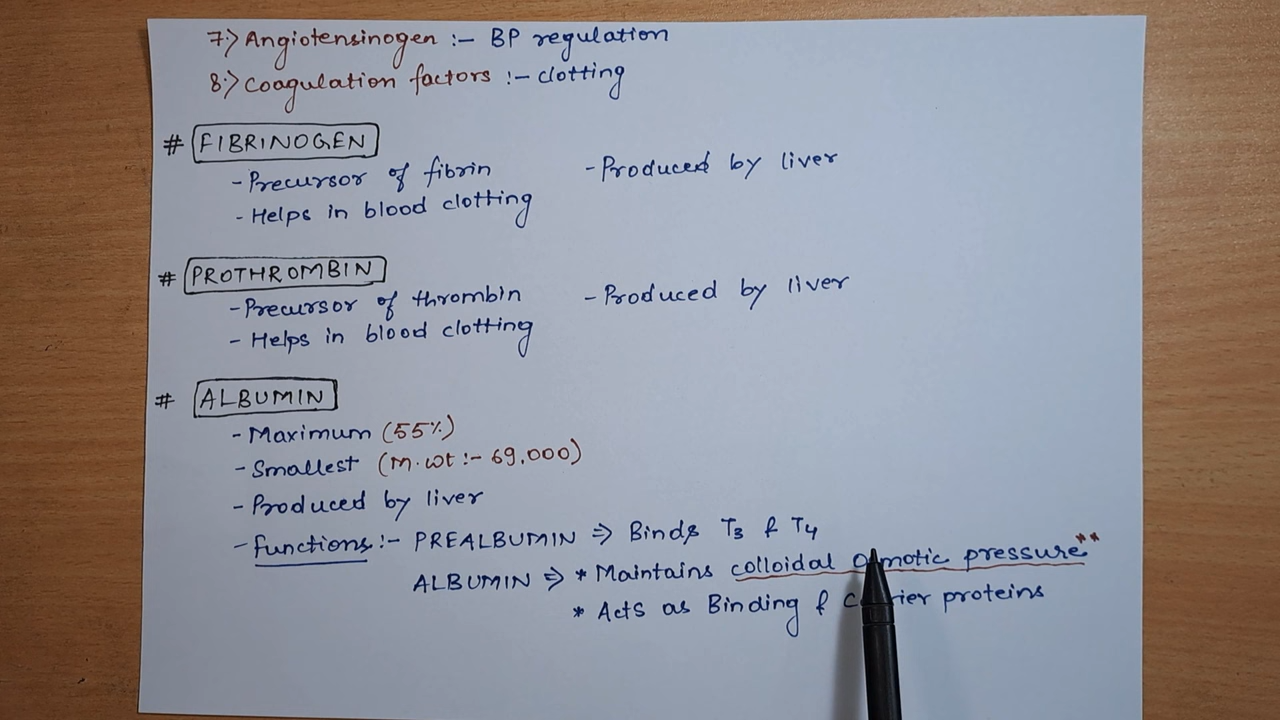 7) Angiotensinogen :- BP regulation
8.) Coagulation factors :- clotting
# FIBRINOGEN
- Precursor of fibrin - Produced by liver
- Helps in blood clotting
# PROTHROMBIN
- Precursor of thrombin - Produced by liver
- Helps in blood clotting
# ALBUMIN
- Maximum (55%)
- Smallest (M.wt :- 69,000)
- Produced by liver
- Functions :- PREALBUMIN ⇒ Binds T3 & T4
ALBUMIN ⇒ * Maintains colloidal osmotic pressure **
* Acts as Binding & carrier proteins